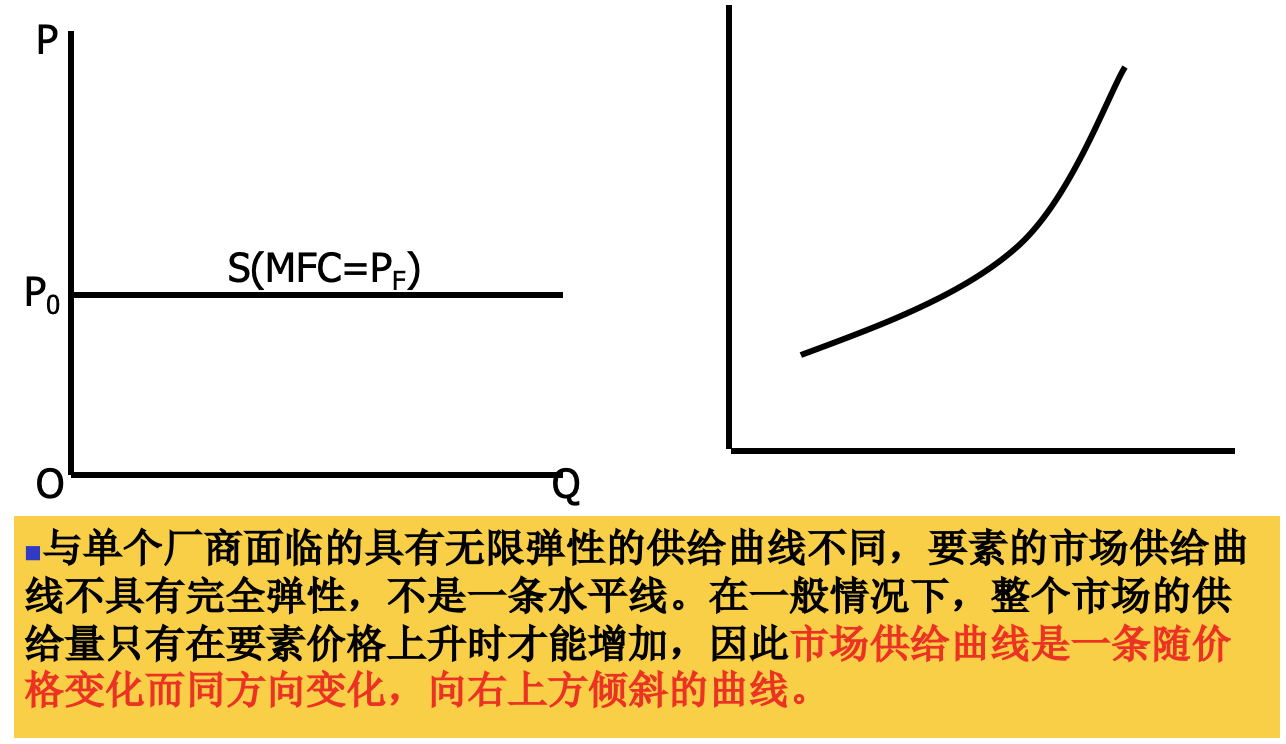 P
S(MFC=PF)
P0
O
Q
与单个厂商面临的具有无限弹性的供给曲线不同，要素的市场供给曲
线不具有完全弹性，不是一条水平线。在一般情况下，整个市场的供
给量只有在要素价格上升时才能增加，因此市场供给曲线是一条随价
格变化而同方向变化，向右上方倾斜的曲线。